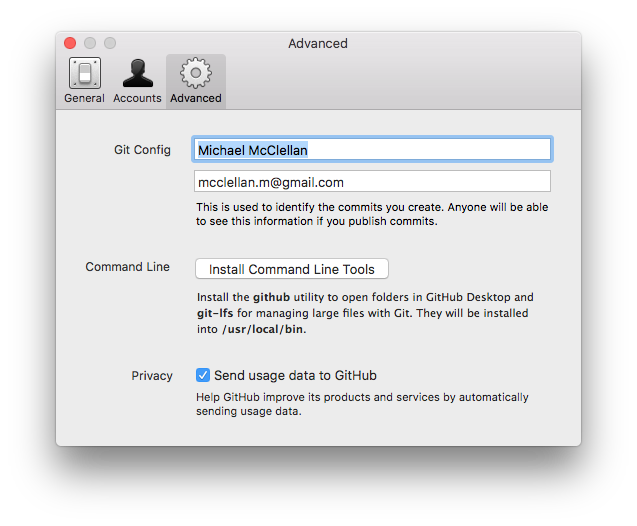 Advanced
General Accounts Advanced
Git Config
Michael McClellan
mcclellan.m@gmail.com
This is used to identify the commits you create. Anyone will be able
to see this information if you publish commits.
Command Line
Install Command Line Tools
Install the github utility to open folders in GitHub Desktop and
git-lfs for managing large files with Git. They will be installed
into /usr/local/bin.
Privacy
Send usage data to GitHub
Help GitHub improve its products and services by automatically
sending usage data.